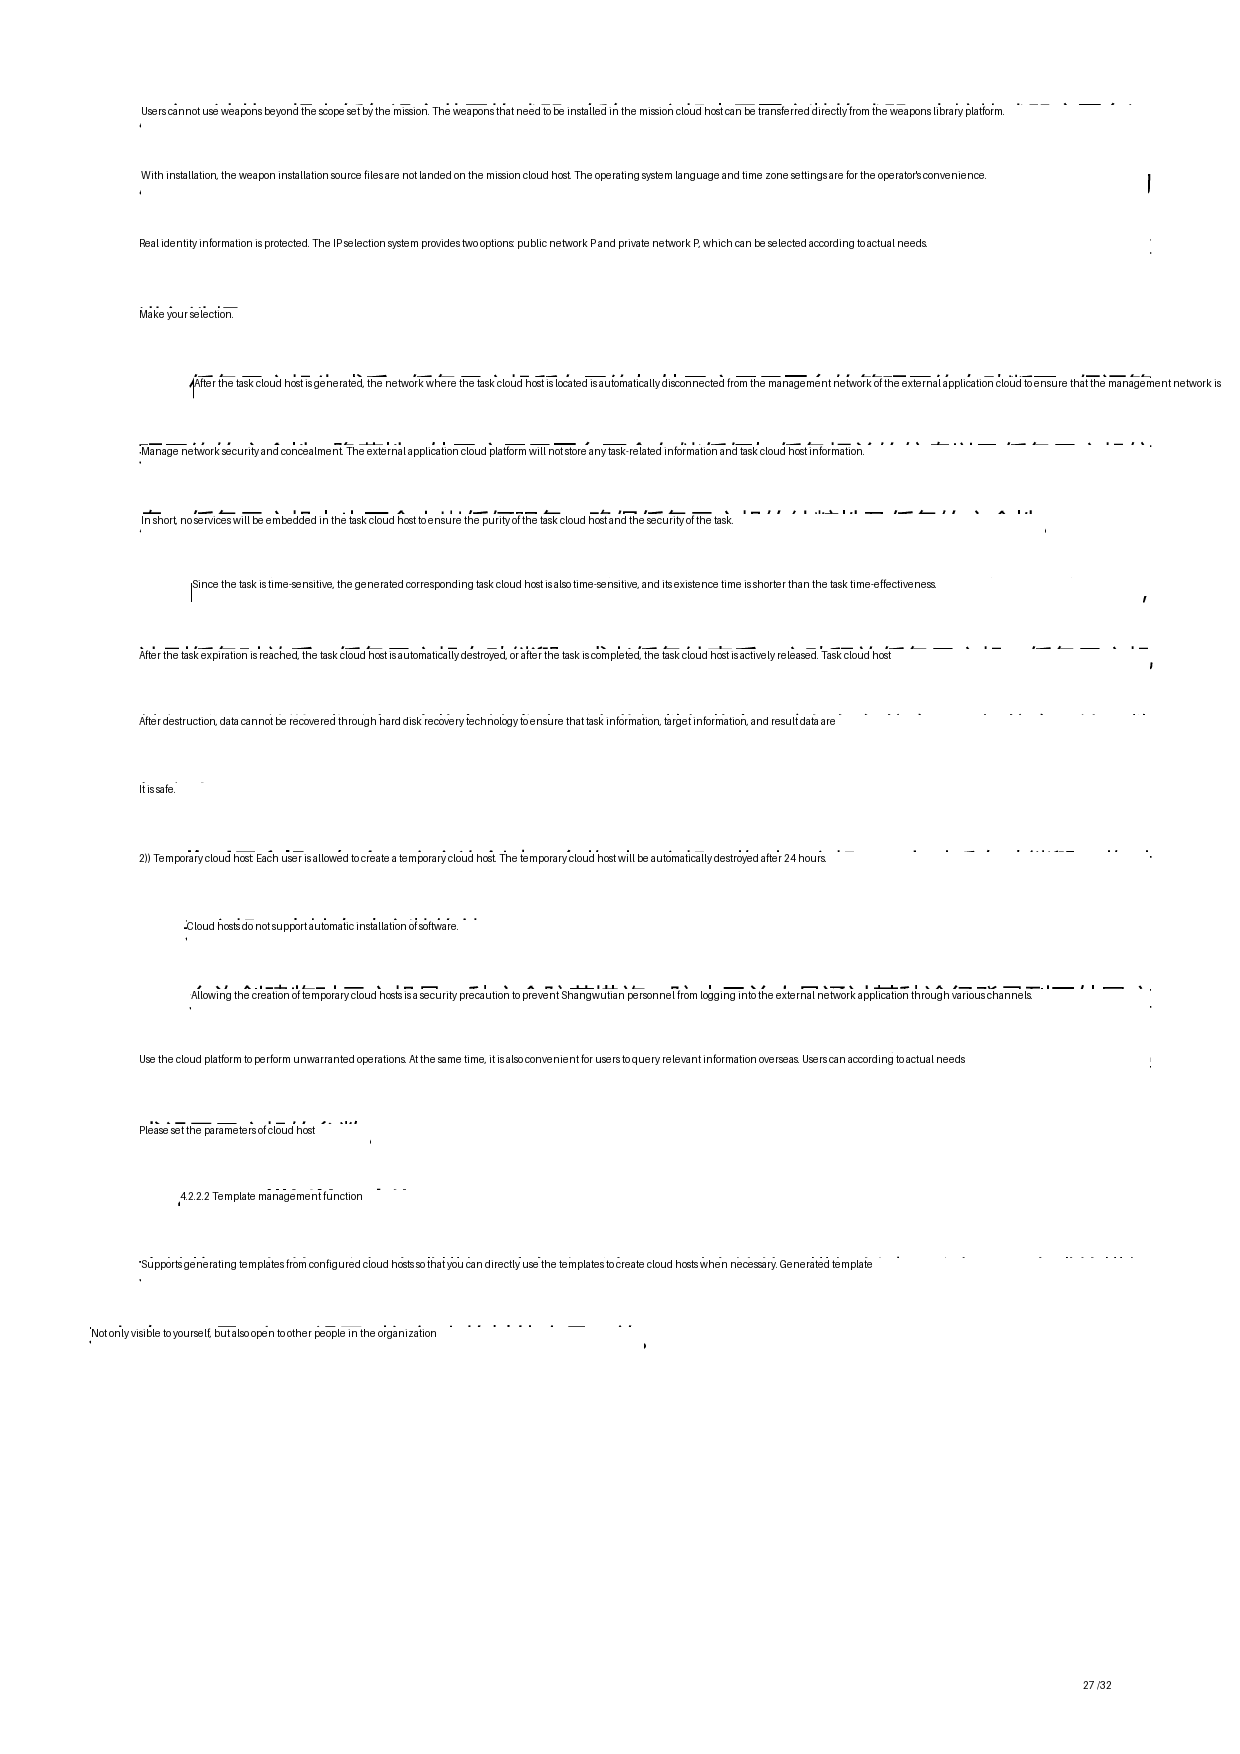 Users cannot use weapons beyond the scope set by the mission. The weapons that need to be installed in the mission cloud host can be transferred directly from the weapons library platform.
With installation, the weapon installation source files are not landed on the mission cloud host. The operating system language and time zone settings are for the operator's convenience.
Real identity information is protected. The IP selection system provides two options: public network P and private network P, which can be selected according to actual needs.
Make your selection.
After the task cloud host is generated, the network where the task cloud host is located is automatically disconnected from the management network of the external application cloud to ensure that the management network is
Manage network security and concealment. The external application cloud platform will not store any task-related information and task cloud host information.
In short, no services will be embedded in the task cloud host to ensure the purity of the task cloud host and the security of the task.
Since the task is time-sensitive, the generated corresponding task cloud host is also time-sensitive, and its existence time is shorter than the task time-effectiveness.
After the task expiration is reached, the task cloud host is automatically destroyed, or after the task is completed, the task cloud host is actively released. Task cloud host
After destruction, data cannot be recovered through hard disk recovery technology to ensure that task information, target information, and result data are
It is safe.
2)) Temporary cloud host: Each user is allowed to create a temporary cloud host. The temporary cloud host will be automatically destroyed after 24 hours.
Cloud hosts do not support automatic installation of software.
Allowing the creation of temporary cloud hosts is a security precaution to prevent Shangwutian personnel from logging into the external network application through various channels.
Use the cloud platform to perform unwarranted operations. At the same time, it is also convenient for users to query relevant information overseas. Users can according to actual needs
Please set the parameters of cloud host
4.2.2.2 Template management function
Supports generating templates from configured cloud hosts so that you can directly use the templates to create cloud hosts when necessary. Generated template
Not only visible to yourself, but also open to other people in the organization
27 /32